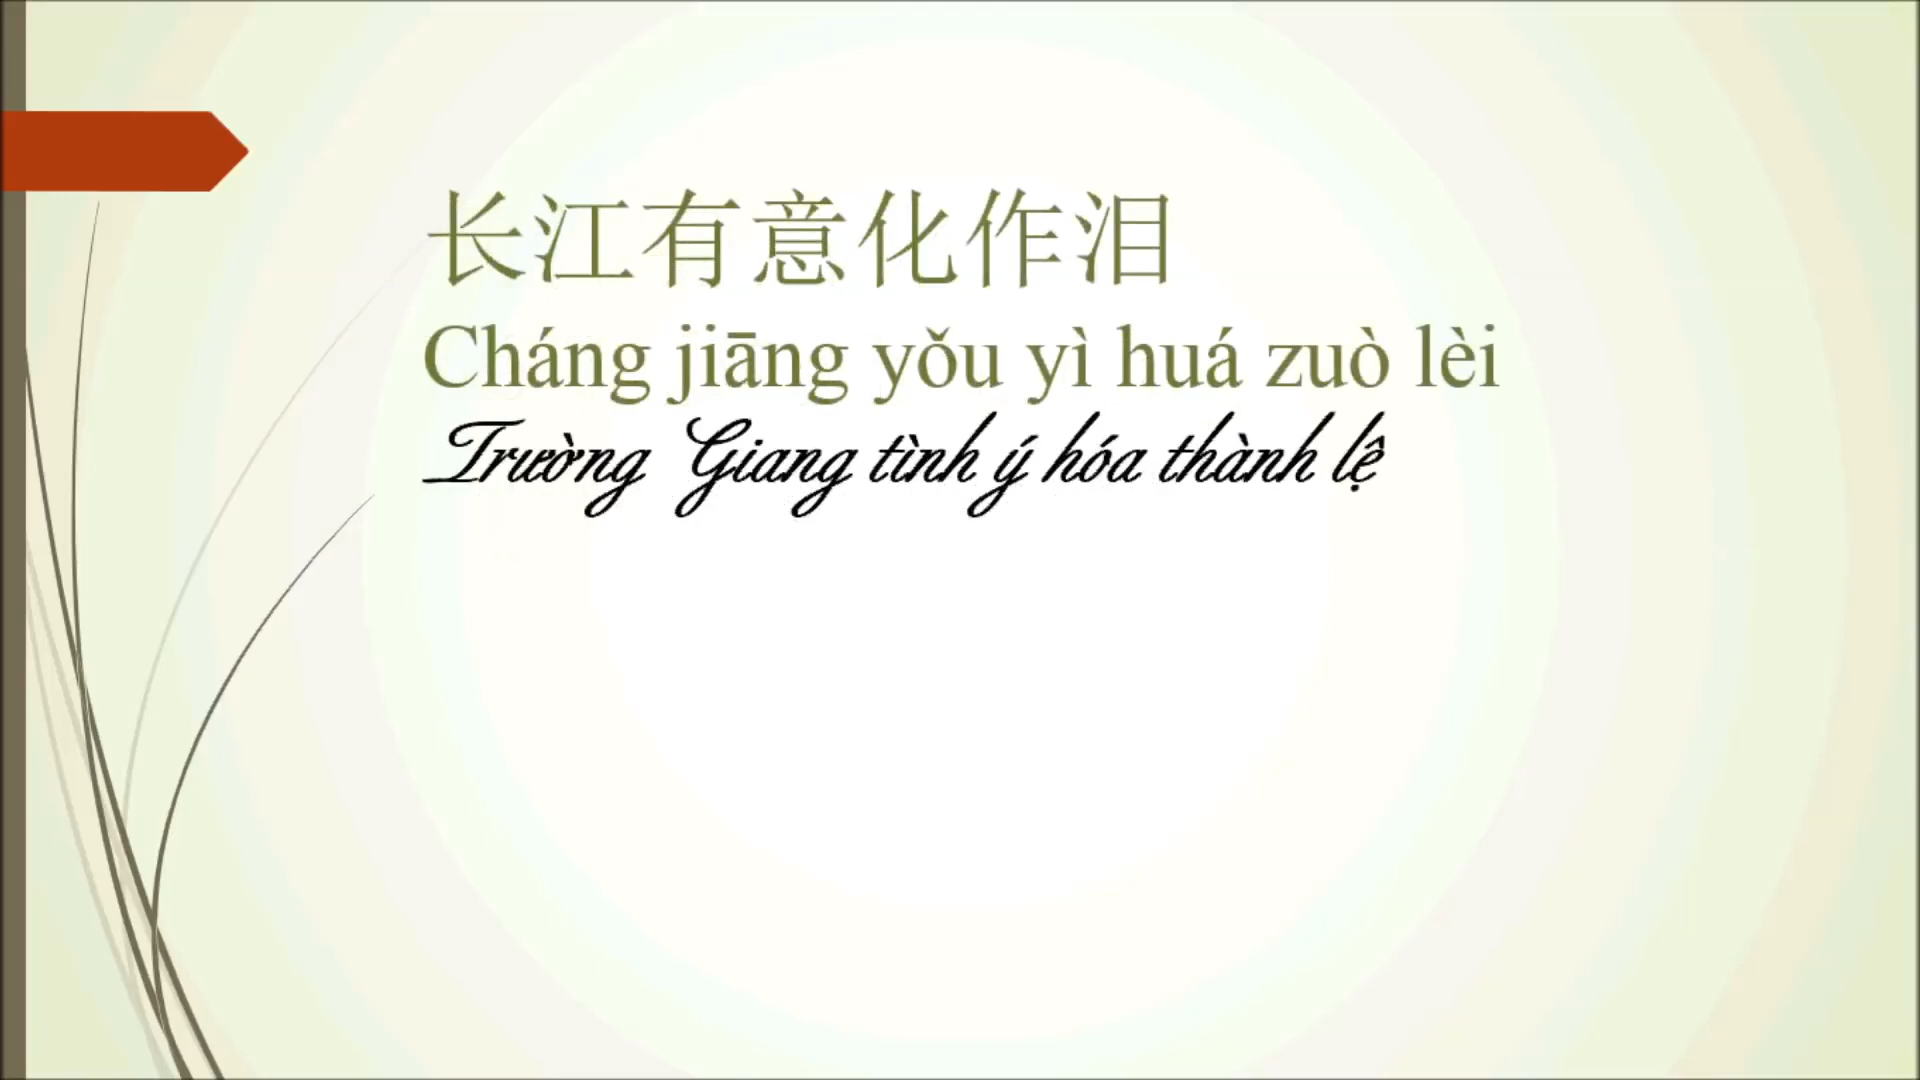 长江有意化作泪
Cháng jiāng yǒu yì huá zuò lèi
Trường Giang tình ý hóa thành lệ